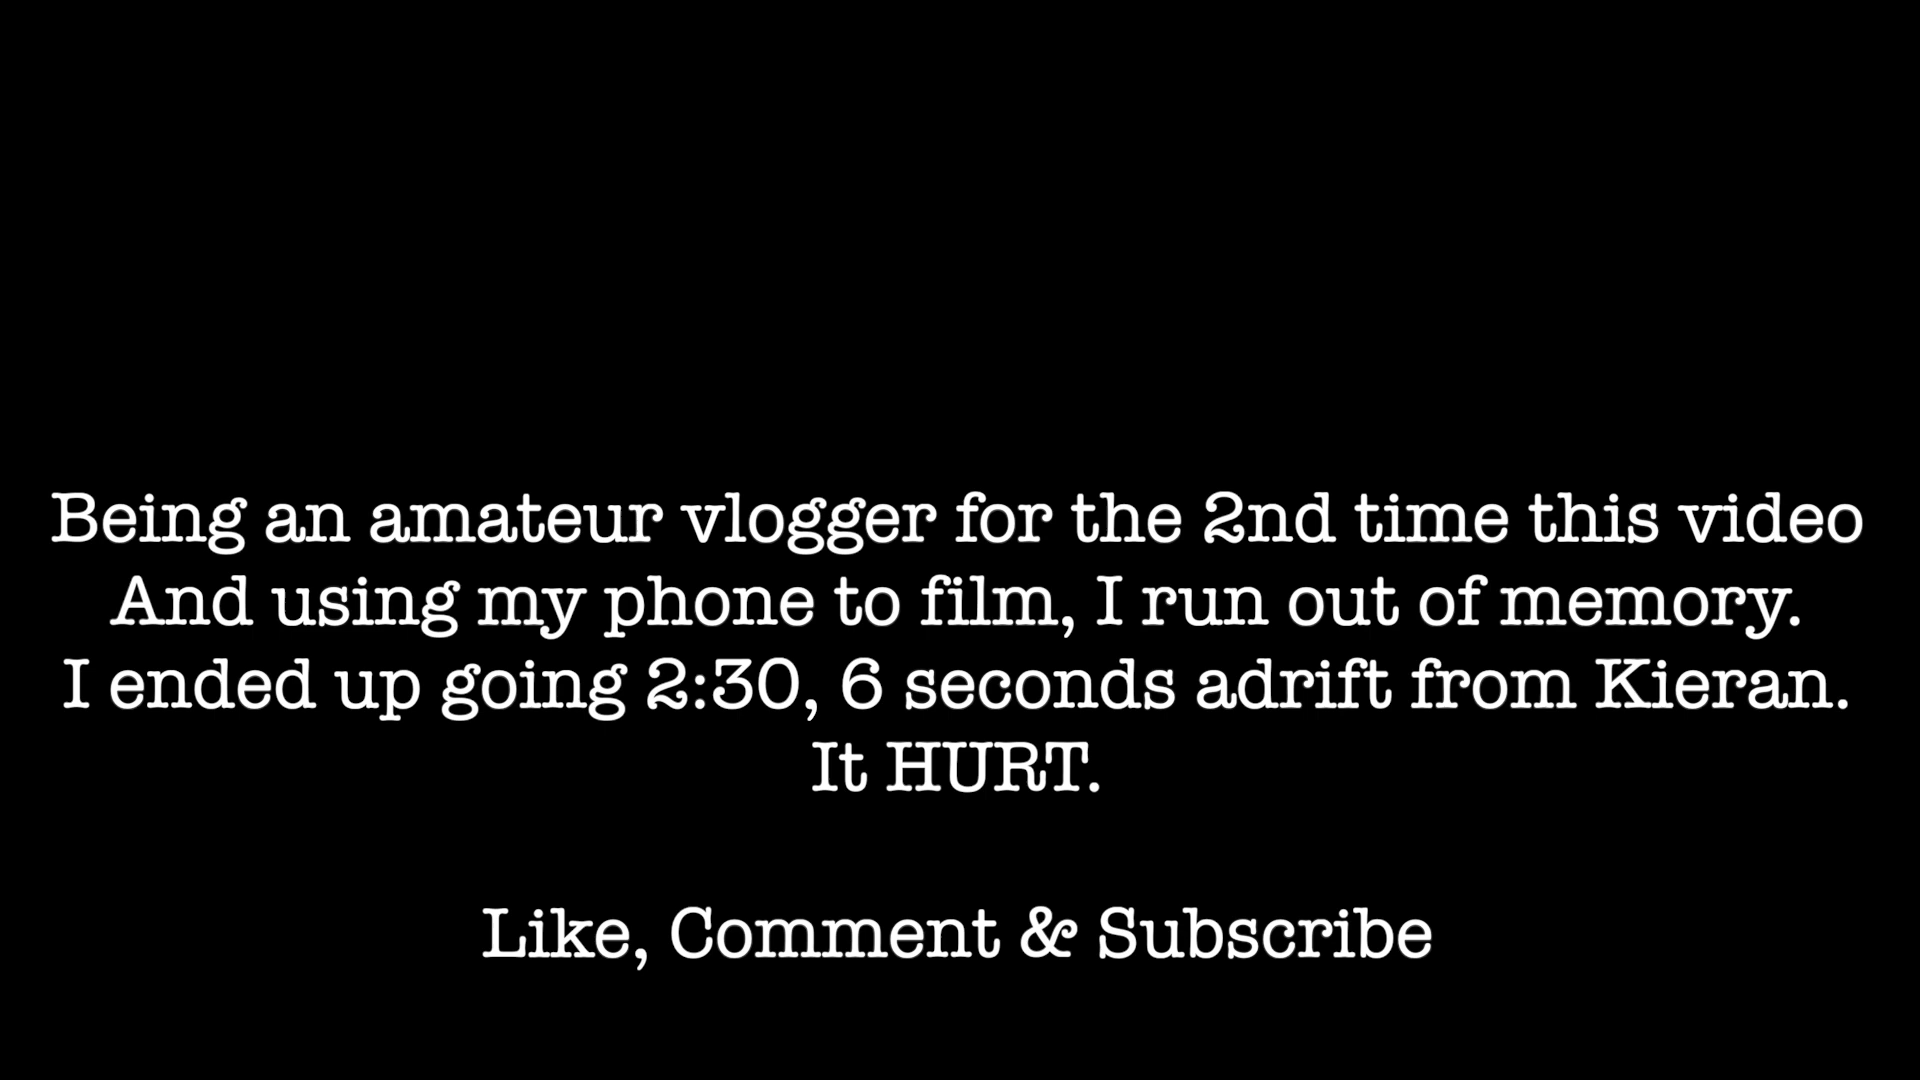 Being an amateur vlogger for the 2nd time this video
And using my phone to film, I run out of memory.
I ended up going 2:30, 6 seconds adrift from Kieran.
It HURT.
Like, Comment & Subscribe